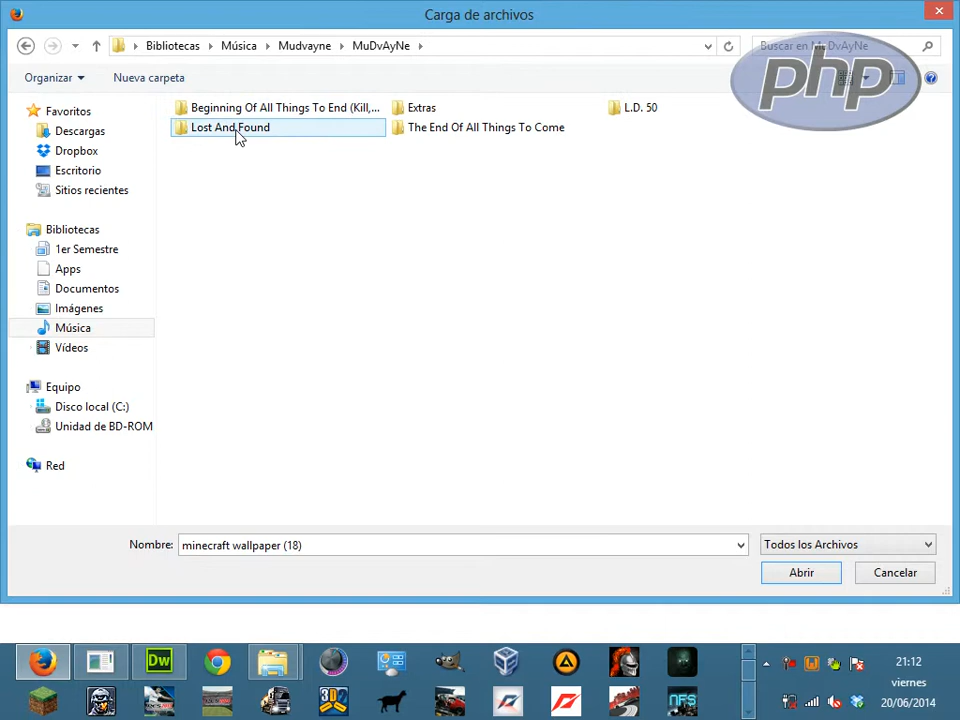 Carga de archivos
Bibliotecas Música Mudvayne MuDvAyNe
php
Organizar Nueva carpeta
Favoritos
Descargas
Dropbox
Escritorio
Sitios recientes
Bibliotecas
1er Semestre
Apps
Documentos
Imágenes
Música
Vídeos
Equipo
Disco local (C:)
Unidad de BD-ROM
Red
Beginning Of All Things To End (Kill,... Extras L.D. 50
Lost And Found The End Of All Things To Come
Nombre: minecraft wallpaper (18) Todos los Archivos
Abrir Cancelar
Dw
21:12
viernes
20/06/2014
NFS